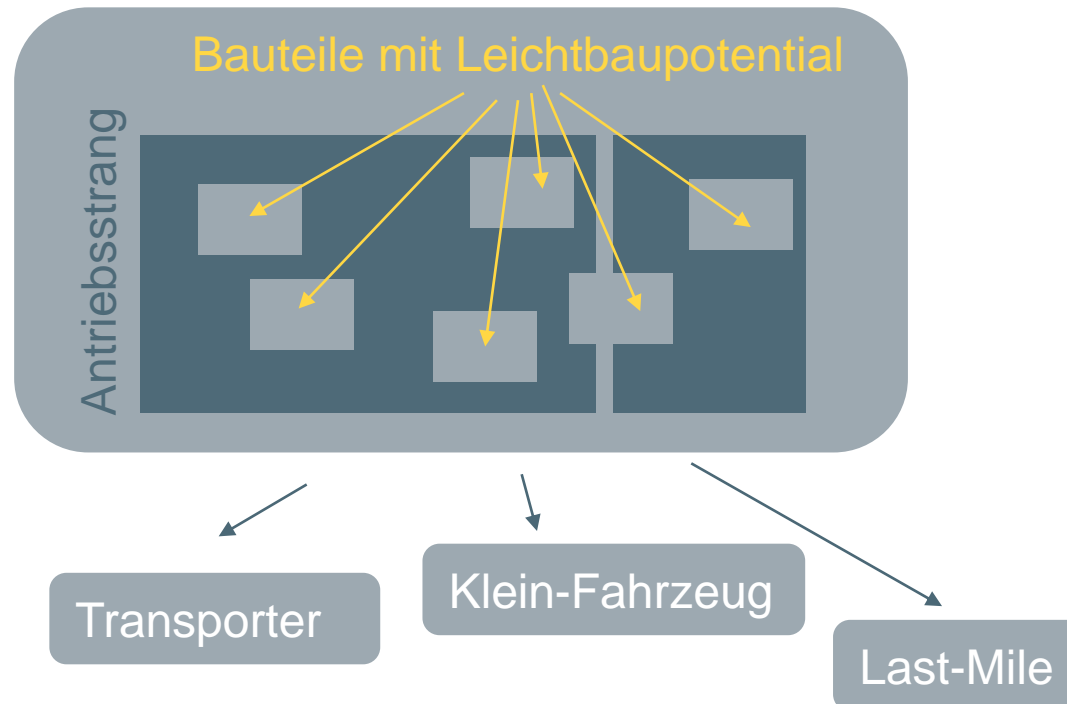 Bauteile mit Leichtbaupotential
Antriebsstrang
Transporter
Klein-Fahrzeug
Last-Mile